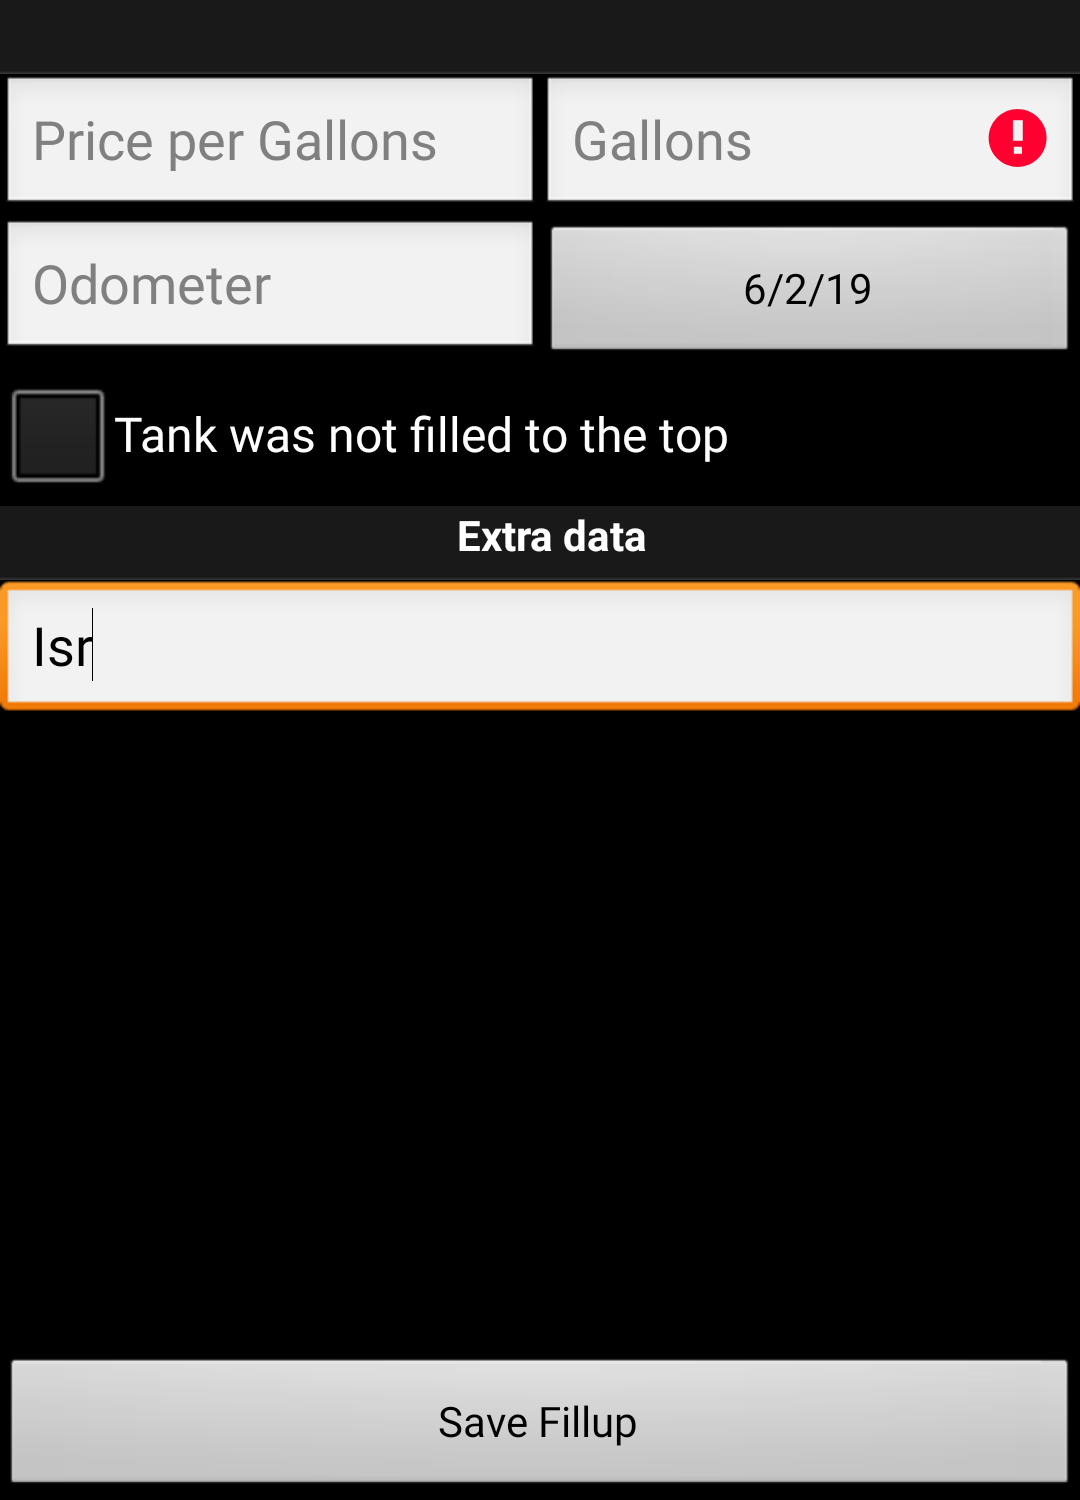 Price per Gallons
Gallons
Odometer
6/2/19
Tank was not filled to the top
Extra data
Isr
Save Fillup